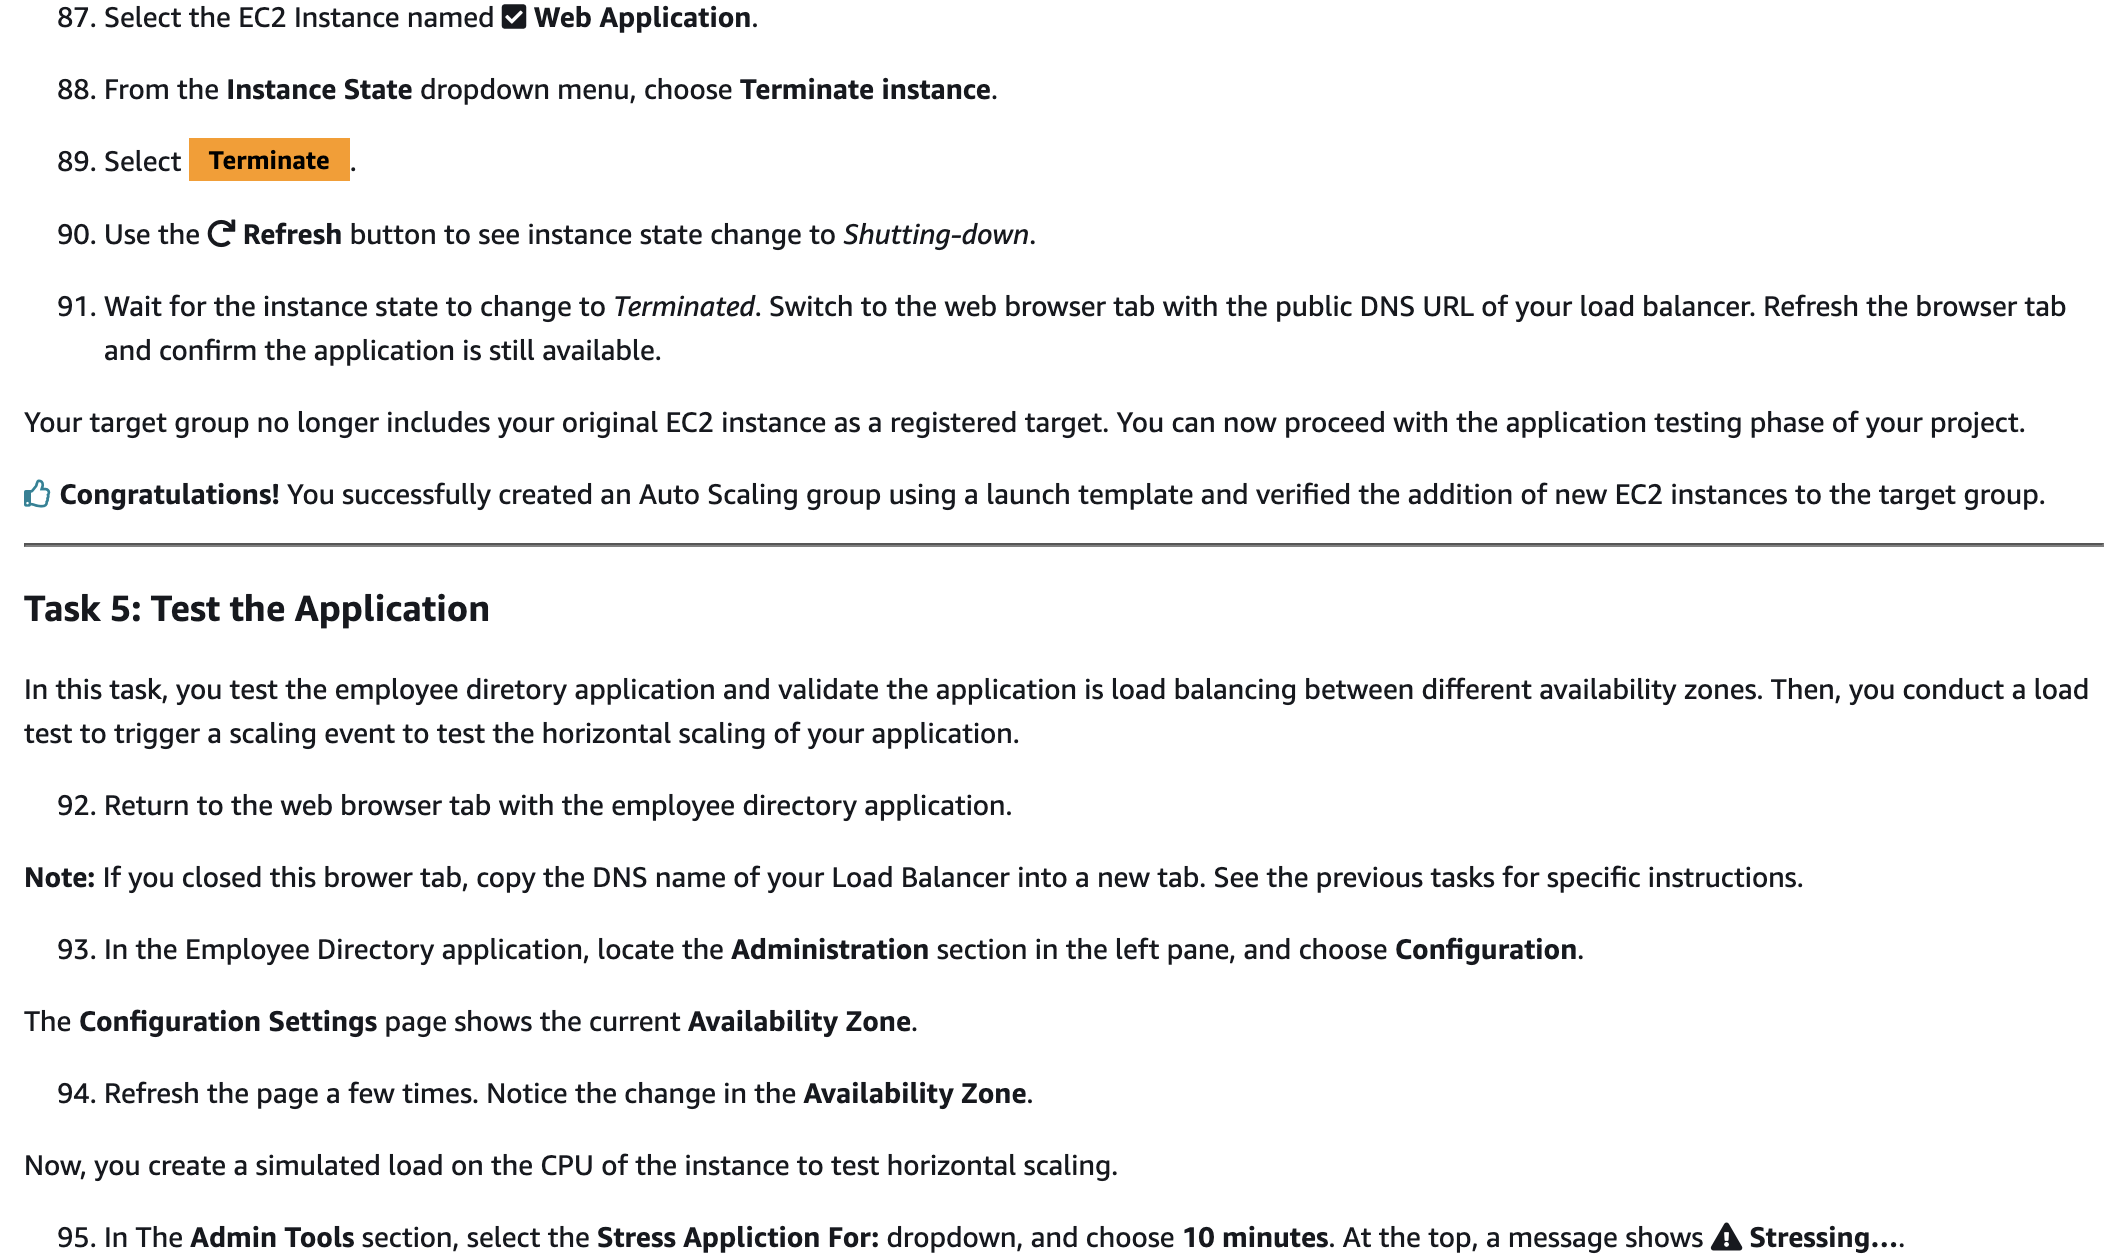 87. Select the EC2 Instance named Web Application.
88. From the Instance State dropdown menu, choose Terminate instance.
89. Select Terminate.
90. Use the Refresh button to see instance state change to Shutting-down.
91. Wait for the instance state to change to Terminated. Switch to the web browser tab with the public DNS URL of your load balancer. Refresh the browser tab
and confirm the application is still available.
Your target group no longer includes your original EC2 instance as a registered target. You can now proceed with the application testing phase of your project.
Congratulations! You successfully created an Auto Scaling group using a launch template and verified the addition of new EC2 instances to the target group.
Task 5: Test the Application
In this task, you test the employee diretory application and validate the application is load balancing between different availability zones. Then, you conduct a load
test to trigger a scaling event to test the horizontal scaling of your application.
92. Return to the web browser tab with the employee directory application.
Note: If you closed this brower tab, copy the DNS name of your Load Balancer into a new tab. See the previous tasks for specific instructions.
93. In the Employee Directory application, locate the Administration section in the left pane, and choose Configuration.
The Configuration Settings page shows the current Availability Zone.
94. Refresh the page a few times. Notice the change in the Availability Zone.
Now, you create a simulated load on the CPU of the instance to test horizontal scaling.
95. In The Admin Tools section, select the Stress Appliction For: dropdown, and choose 10 minutes. At the top, a message shows Stressing....